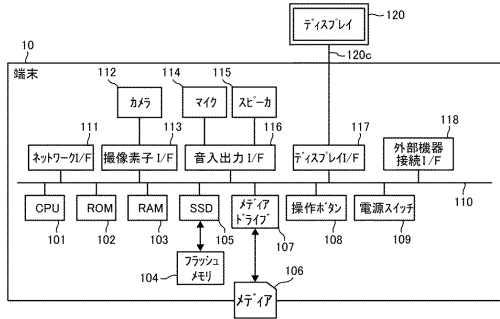 ディスプレイ
120
120c
10
端末
112
カメラ
114
マイク
115
スピーカ
111
ネットワークI/F
113
撮像素子I/F
116
音入出力I/F
117
ディスプレイI/F
118
外部機器
接続I/F
110
CPU
101
ROM
102
RAM
103
SSD
105
メディア
ドライブ
107
操作ボタン
108
電源スイッチ
109
104
フラッシュ
メモリ
106
メディア